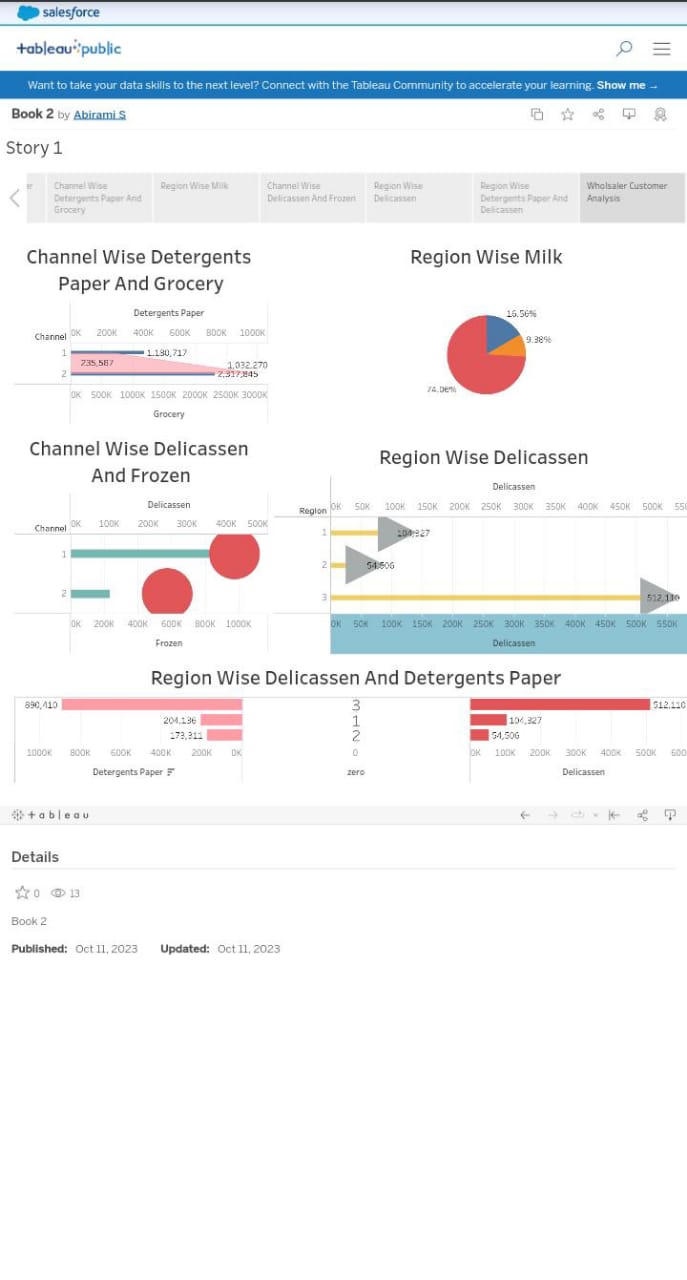 salesforce
+ableau public
Want to take your data skills to the next level? Connect with the Tableau Community to accelerate your learning. Show me →
Book 2 by Abirami S
Story 1
er
Channel Wise
Detergents Paper And
Grocery
Region Wise Milk
Channel Wise
Delicassen And Frozen
Region Wise
Delicassen
Region Wise
Detergents Paper And
Delicassen
Wholsaler Customer
Analysis
Channel Wise Detergents
Paper And Grocery
Detergents Paper
Channel
0K 200K 400K 600K 800K 1000K
1 1,180,717
235,587
1,032,270
2 2,317,845
0K 500K 1000K 1500K 2000K 2500K 3000K
Grocery
Region Wise Milk
16.56%
9.38%
74.06%
Channel Wise Delicassen
And Frozen
Delicassen
Channel
0K 100K 200K 300K 400K 500K
1
2
0K 200K 400K 600K 800K 1000K
Frozen
Region Wise Delicassen
Delicassen
Region
0K 50K 100K 150K 200K 250K 300K 350K 400K 450K 500K 55
1 104,327
2 54,506
3 512,110
0K 50K 100K 150K 200K 250K 300K 350K 400K 450K 500K 550K
Delicassen
Region Wise Delicassen And Detergents Paper
890,410 3 512,110
204,136 1 104,327
173,311 2 54,506
1000K 800K 600K 400K 200K 0K 0 0K 100K 200K 300K 400K 500K 600
Detergents Paper zero Delicassen
+ a b l e a u
Details
0 13
Book 2
Published: Oct 11, 2023 Updated: Oct 11, 2023